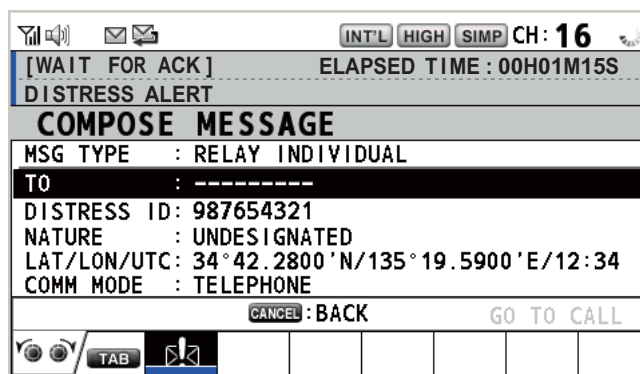 INT'L HIGH SIMP CH: 16
[WAIT FOR ACK] ELAPSED TIME : 00H01M15S
DISTRESS ALERT
COMPOSE MESSAGE
MSG TYPE : RELAY INDIVIDUAL
TO : ---------
DISTRESS ID: 987654321
NATURE : UNDESIGNATED
LAT/LON/UTC: 34°42.2800'N/135°19.5900'E/12:34
COMM MODE : TELEPHONE
CANCEL : BACK GO TO CALL
TAB